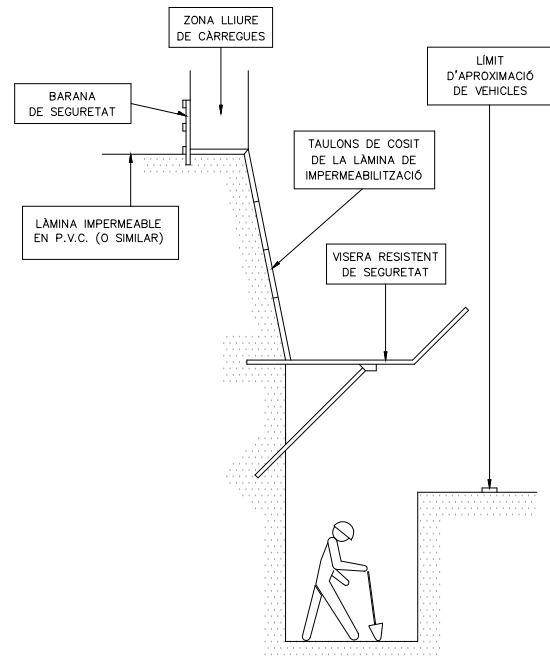 ZONA LLIURE
DE CÀRREGUES
LÍMIT
D'APROXIMACIÓ
DE VEHICLES
BARANA
DE SEGURETAT
TAULONS DE COSIT
DE LA LÀMINA DE
IMPERMEABILITZACIÓ
LÀMINA IMPERMEABLE
EN P.V.C. (O SIMILAR)
VISERA RESISTENT
DE SEGURETAT